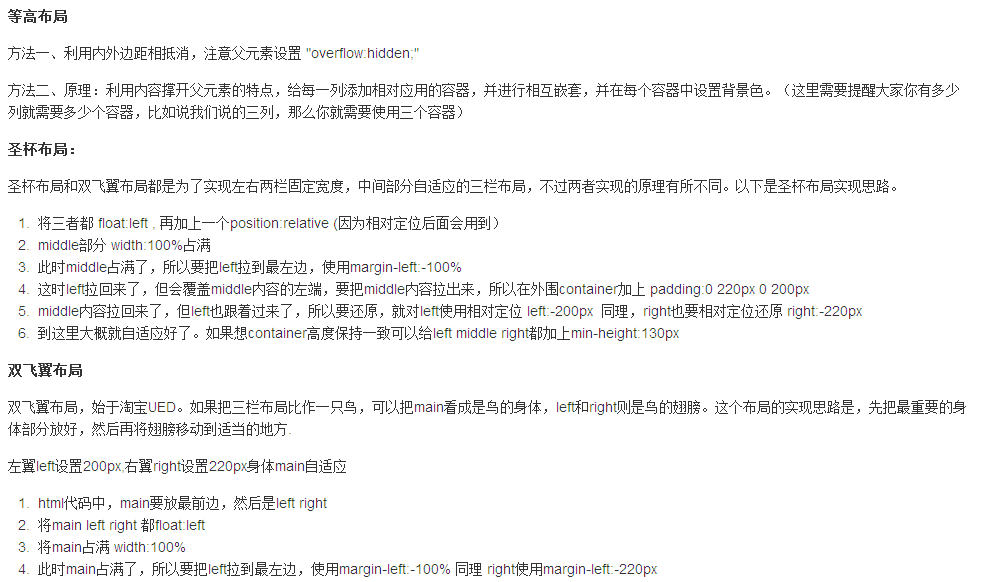 等高布局
方法一、利用内外边距相抵消，注意父元素设置 "overflow:hidden;"
方法二、原理：利用内容撑开父元素的特点，给每一列添加相对应用的容器，并进行相互嵌套，并在每个容器中设置背景色。（这里需要提醒大家你有多少
列就需要多少个容器，比如说我们说的三列，那么你就需要使用三个容器）
圣杯布局：
圣杯布局和双飞翼布局都是为了实现左右两栏固定宽度，中间部分自适应的三栏布局，不过两者实现的原理有所不同。以下是圣杯布局实现思路。
1. 将三者都 float:left , 再加上一个position:relative (因为相对定位后面会用到）
2. middle部分 width:100%占满
3. 此时middle占满了，所以要把left拉到最左边，使用margin-left:-100%
4. 这时left拉回来了，但会覆盖middle内容的左端，要把middle内容拉出来，所以在外围container加上 padding:0 220px 0 200px
5. middle内容拉回来了，但left也跟着过来了，所以要还原，就对left使用相对定位 left:-200px 同理，right也要相对定位还原 right:-220px
6. 到这里大概就自适应好了。如果想container高度保持一致可以给left middle right都加上min-height:130px
双飞翼布局
双飞翼布局，始于淘宝UED。如果把三栏布局比作一只鸟，可以把main看成是鸟的身体，left和right则是鸟的翅膀。这个布局的实现思路是，先把最重要的身
体部分放好，然后再将翅膀移动到适当的地方.
左翼left设置200px,右翼right设置220px身体main自适应
1. html代码中，main要放最前边，然后是left right
2. 将main left right 都float:left
3. 将main占满 width:100%
4. 此时main占满了，所以要把left拉到最左边，使用margin-left:-100% 同理 right使用margin-left:-220px